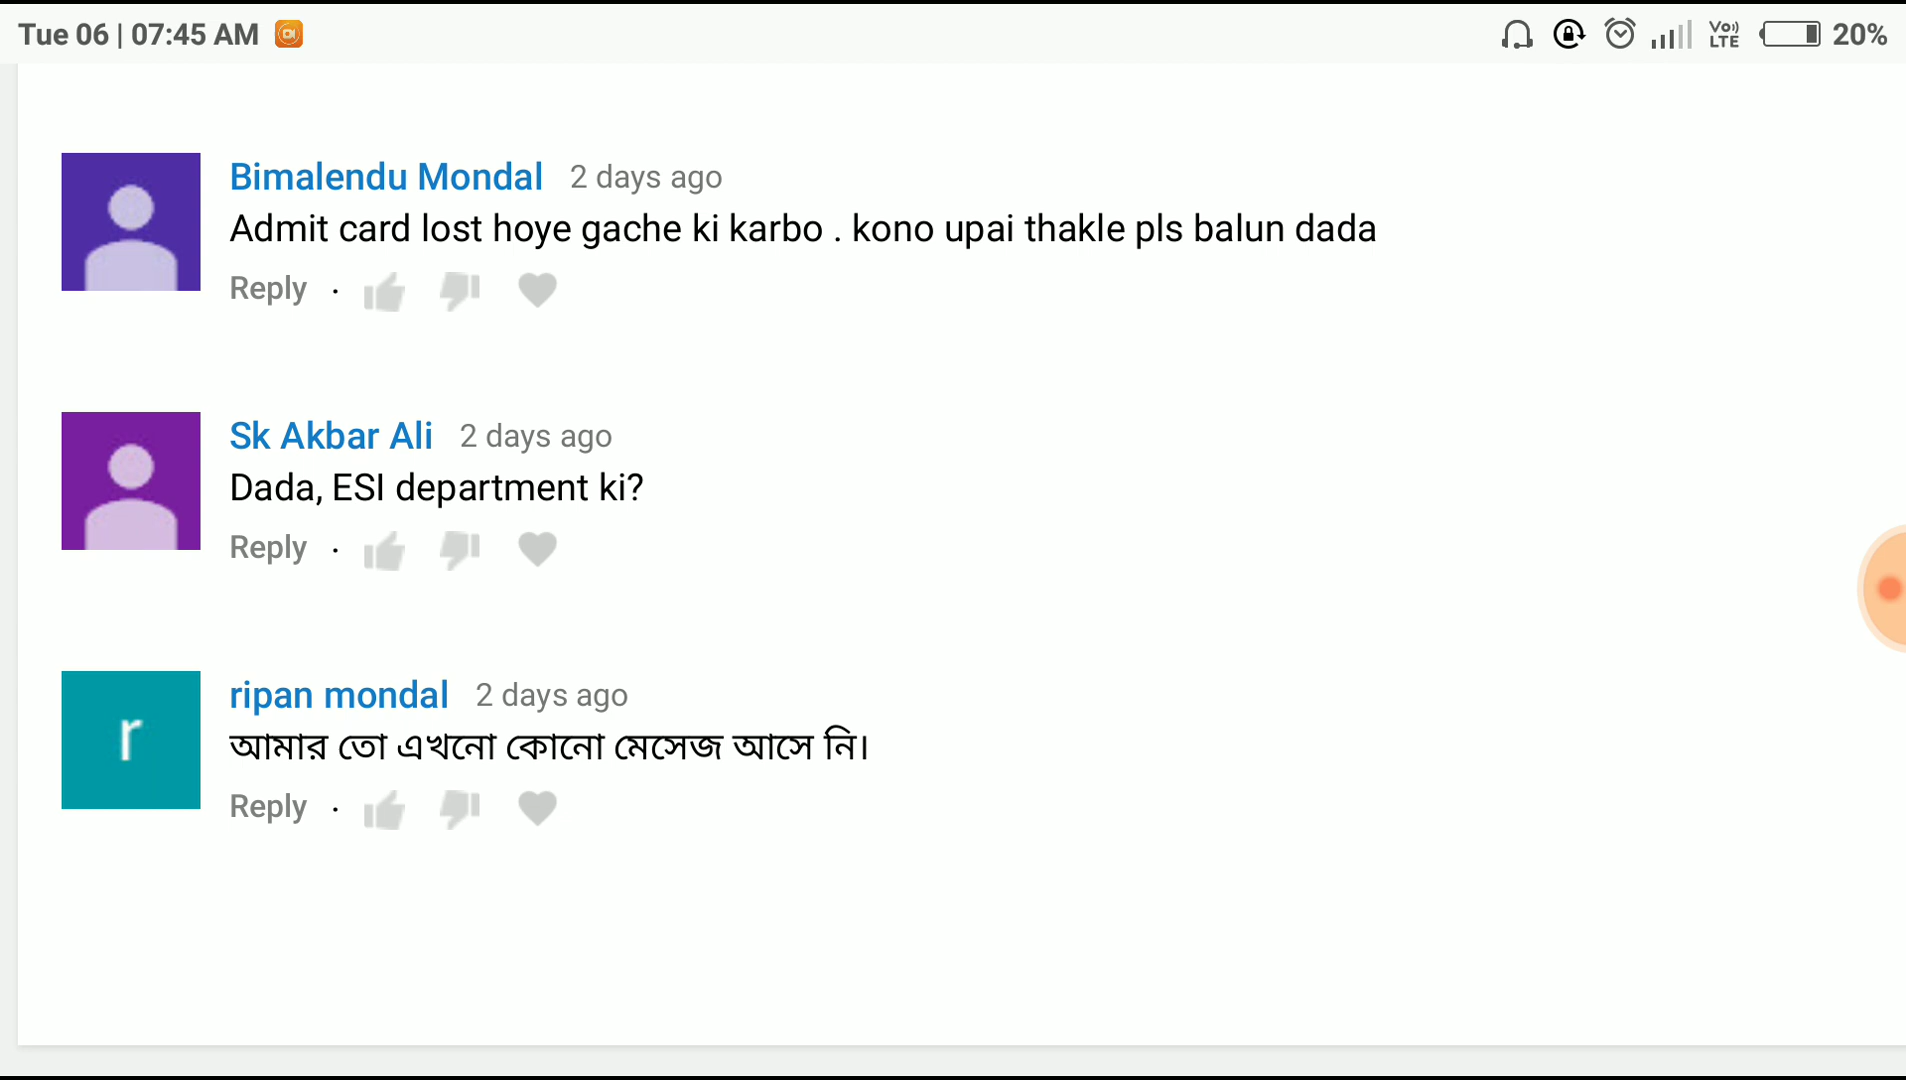 Tue 06 | 07:45 AM
Vo)) LTE 20%
Bimalendu Mondal 2 days ago
Admit card lost hoye gache ki karbo . kono upai thakle pls balun dada
Reply ·
Sk Akbar Ali 2 days ago
Dada, ESI department ki?
Reply ·
r
ripan mondal 2 days ago
আমার তো এখনো কোনো মেসেজ আসে নি।
Reply ·